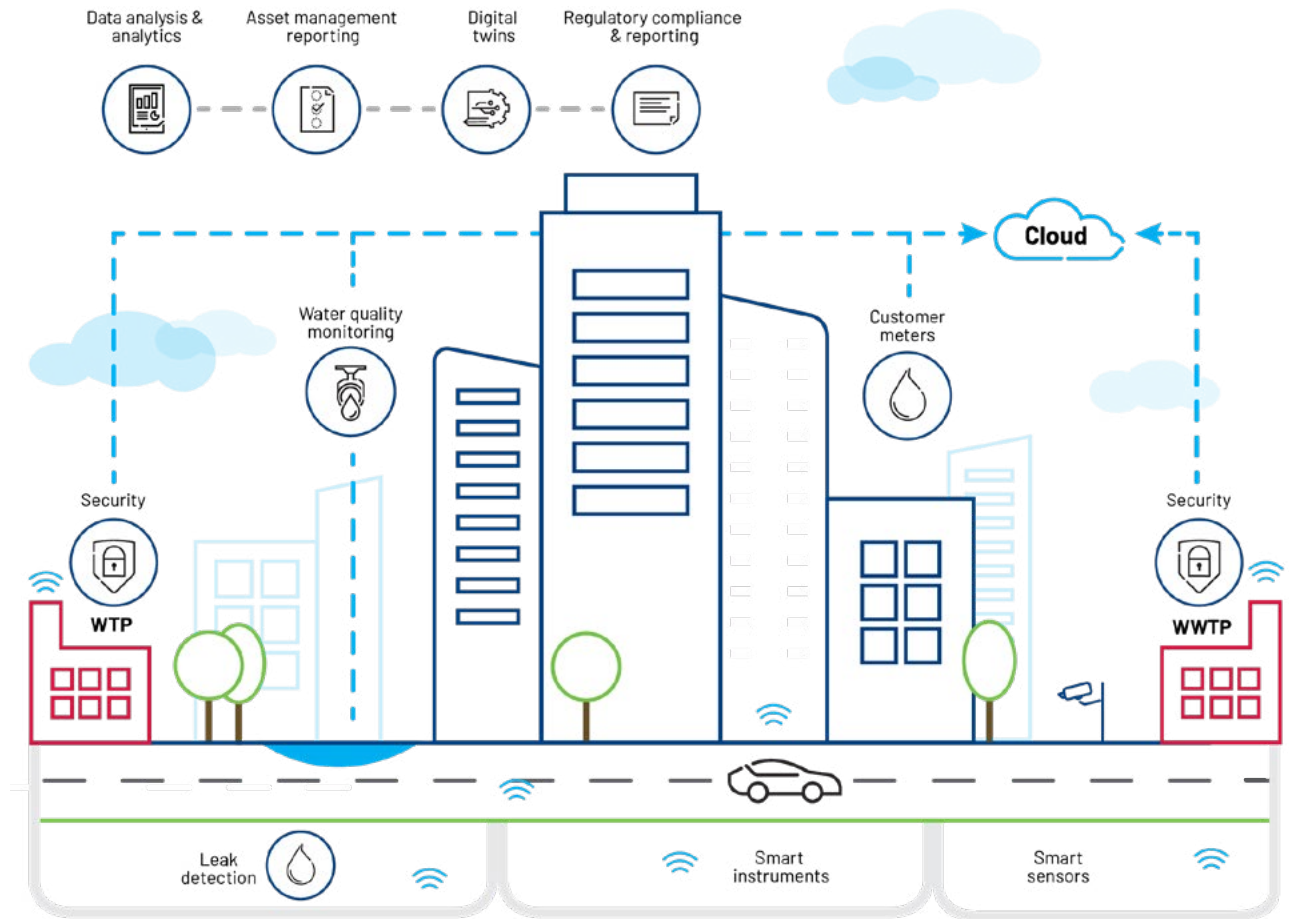 Data analysis &
analytics
Asset management
reporting
Digital
twins
Regulatory compliance
& reporting
Cloud
Water quality
monitoring
Customer
meters
Security
WTP
Security
WWTP
Leak
detection
Smart
instruments
Smart
sensors